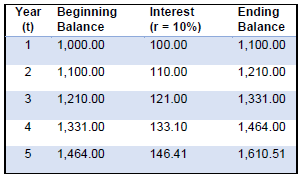 Year Beginning Interest Ending
(t) Balance (r = 10%) Balance
1 1,000.00 100.00 1,100.00
2 1,100.00 110.00 1,210.00
3 1,210.00 121.00 1,331.00
4 1,331.00 133.10 1,464.00
5 1,464.00 146.41 1,610.51